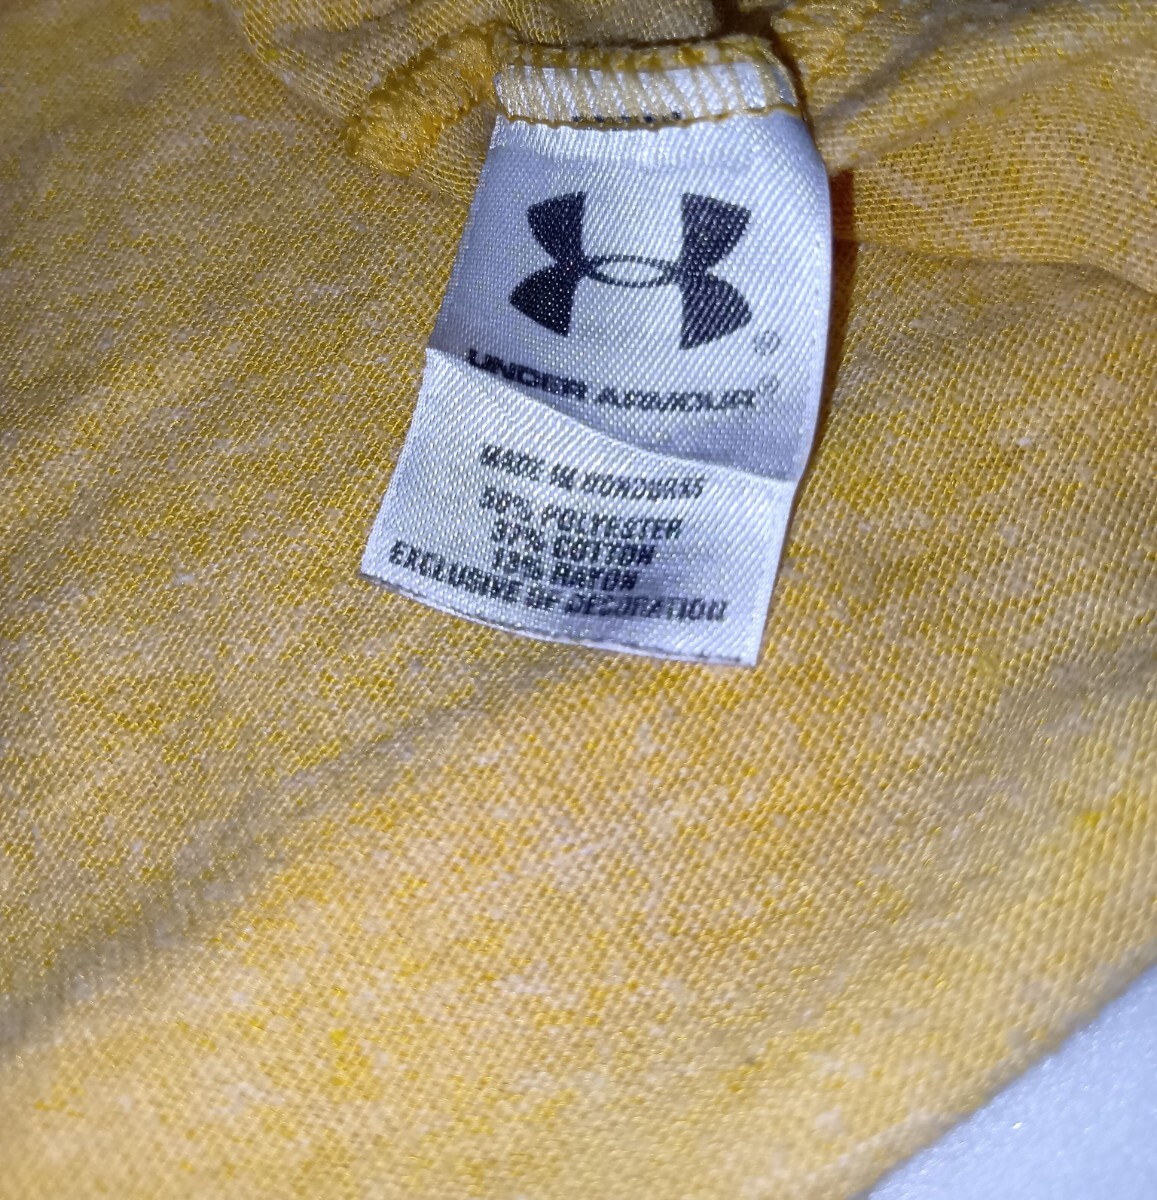 ®
UNDER ARMOUR®
MADE IN HONDURAS
50% POLYESTER
37% COTTON
13% RAYON
EXCLUSIVE OF DECORATION